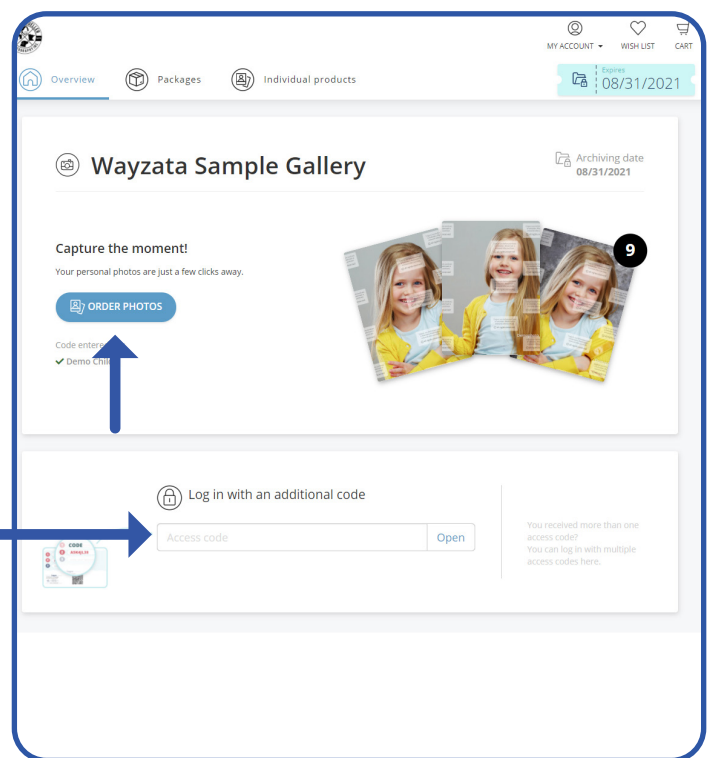 MY ACCOUNT
WISH LIST
CART
Overview
Packages
Individual products
Expires
08/31/2021
Wayzata Sample Gallery
Archiving date
08/31/2021
Capture the moment!
Your personal photos are just a few clicks away.
9
ORDER PHOTOS
Code entere
Demo Chil
Log in with an additional code
Access code
Open
You received more than one
access code?
You can log in with multiple
access codes here.
CODE